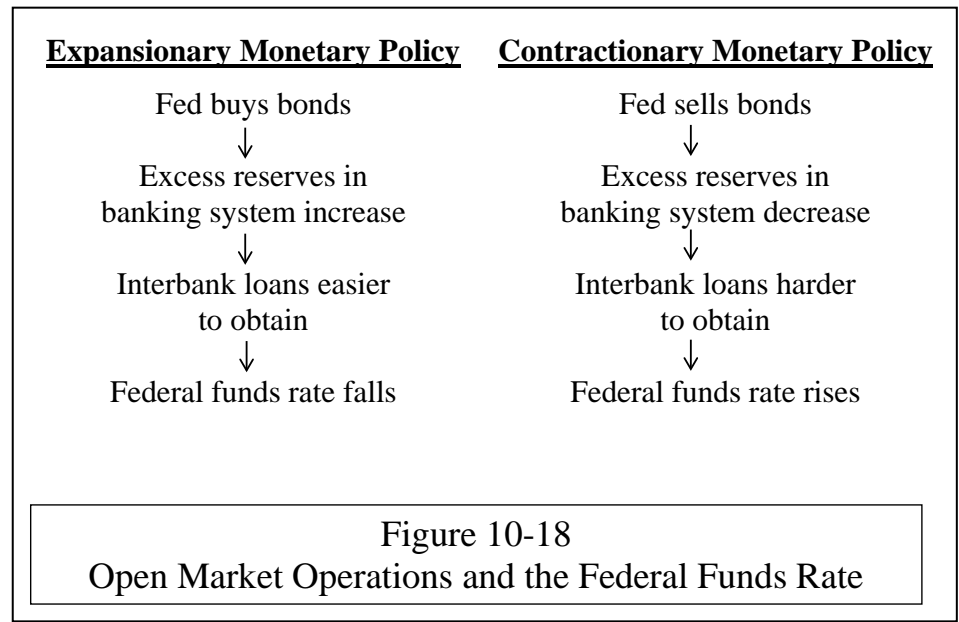 Expansionary Monetary Policy
Fed buys bonds
Excess reserves in
banking system increase
Interbank loans easier
to obtain
Federal funds rate falls
Contractionary Monetary Policy
Fed sells bonds
Excess reserves in
banking system decrease
Interbank loans harder
to obtain
Federal funds rate rises
Figure 10-18
Open Market Operations and the Federal Funds Rate